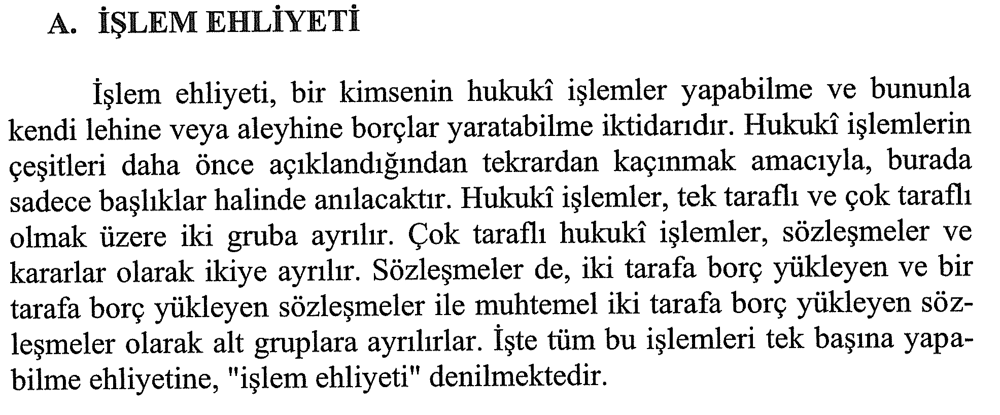 A. İŞLEM EHLİYETİ
İşlem ehliyeti, bir kimsenin hukukî işlemler yapabilme ve bununla
kendi lehine veya aleyhine borçlar yaratabilme iktidarıdır. Hukukî işlemlerin
çeşitleri daha önce açıklandığından tekrardan kaçınmak amacıyla, burada
sadece başlıklar halinde anılacaktır. Hukukî işlemler, tek taraflı ve çok taraflı
olmak üzere iki gruba ayrılır. Çok taraflı hukukî işlemler, sözleşmeler ve
kararlar olarak ikiye ayrılır. Sözleşmeler de, iki tarafa borç yükleyen ve bir
tarafa borç yükleyen sözleşmeler ile muhtemel iki tarafa borç yükleyen söz-
leşmeler olarak alt gruplara ayrılırlar. İşte tüm bu işlemleri tek başına yapa-
bilme ehliyetine, "işlem ehliyeti" denilmektedir.